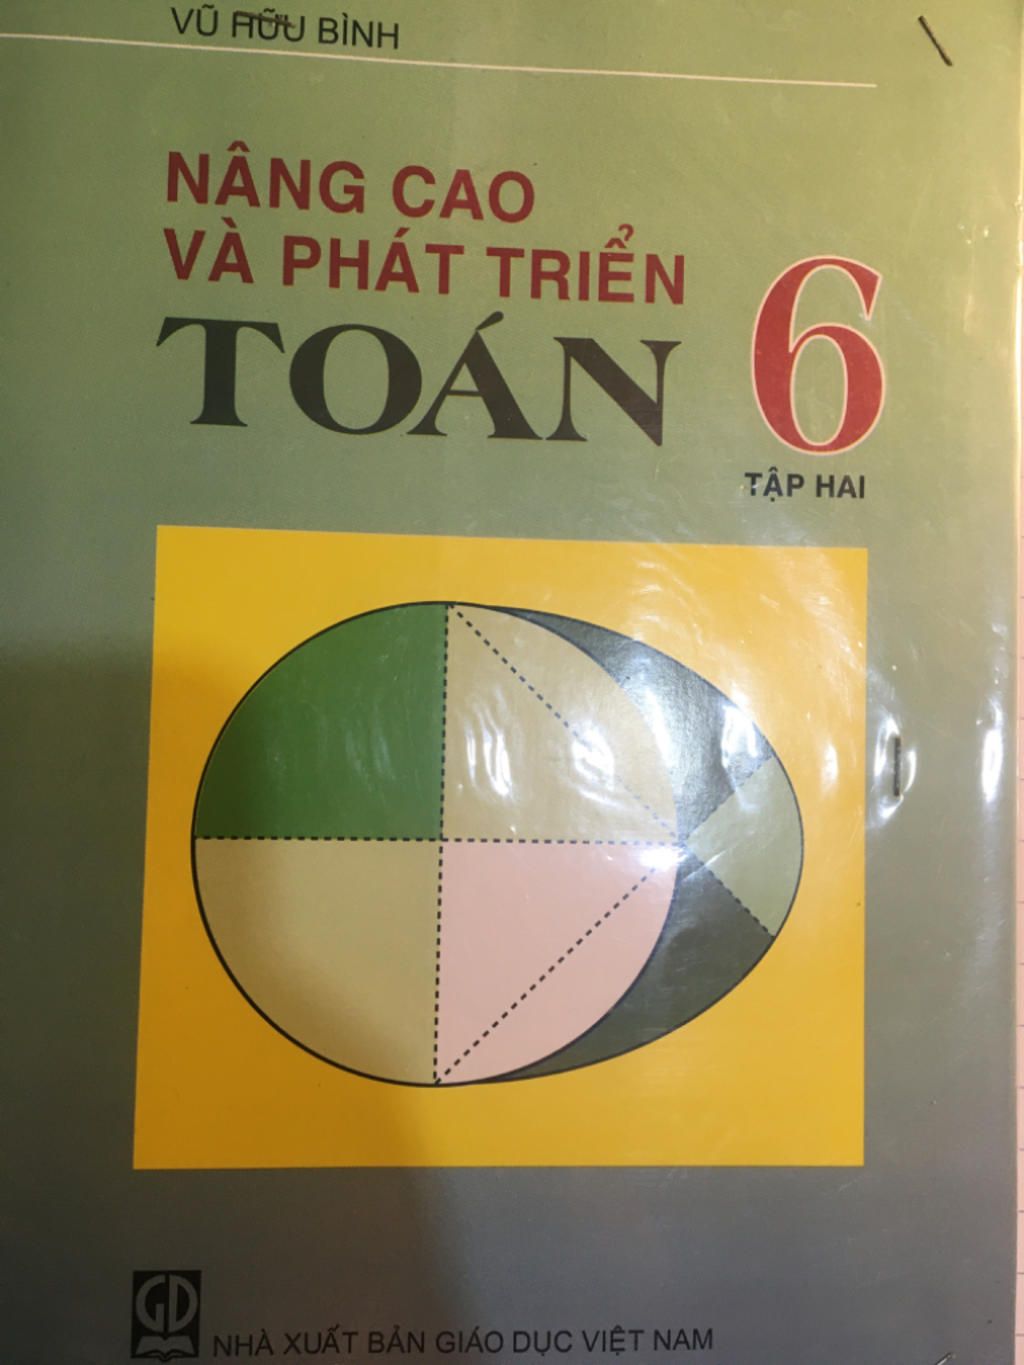 VŨ HỮU BÌNH
NÂNG CAO
VÀ PHÁT TRIỂN
TOÁN 6
TẬP HAI
GD
NHÀ XUẤT BẢN GIÁO DỤC VIỆT NAM